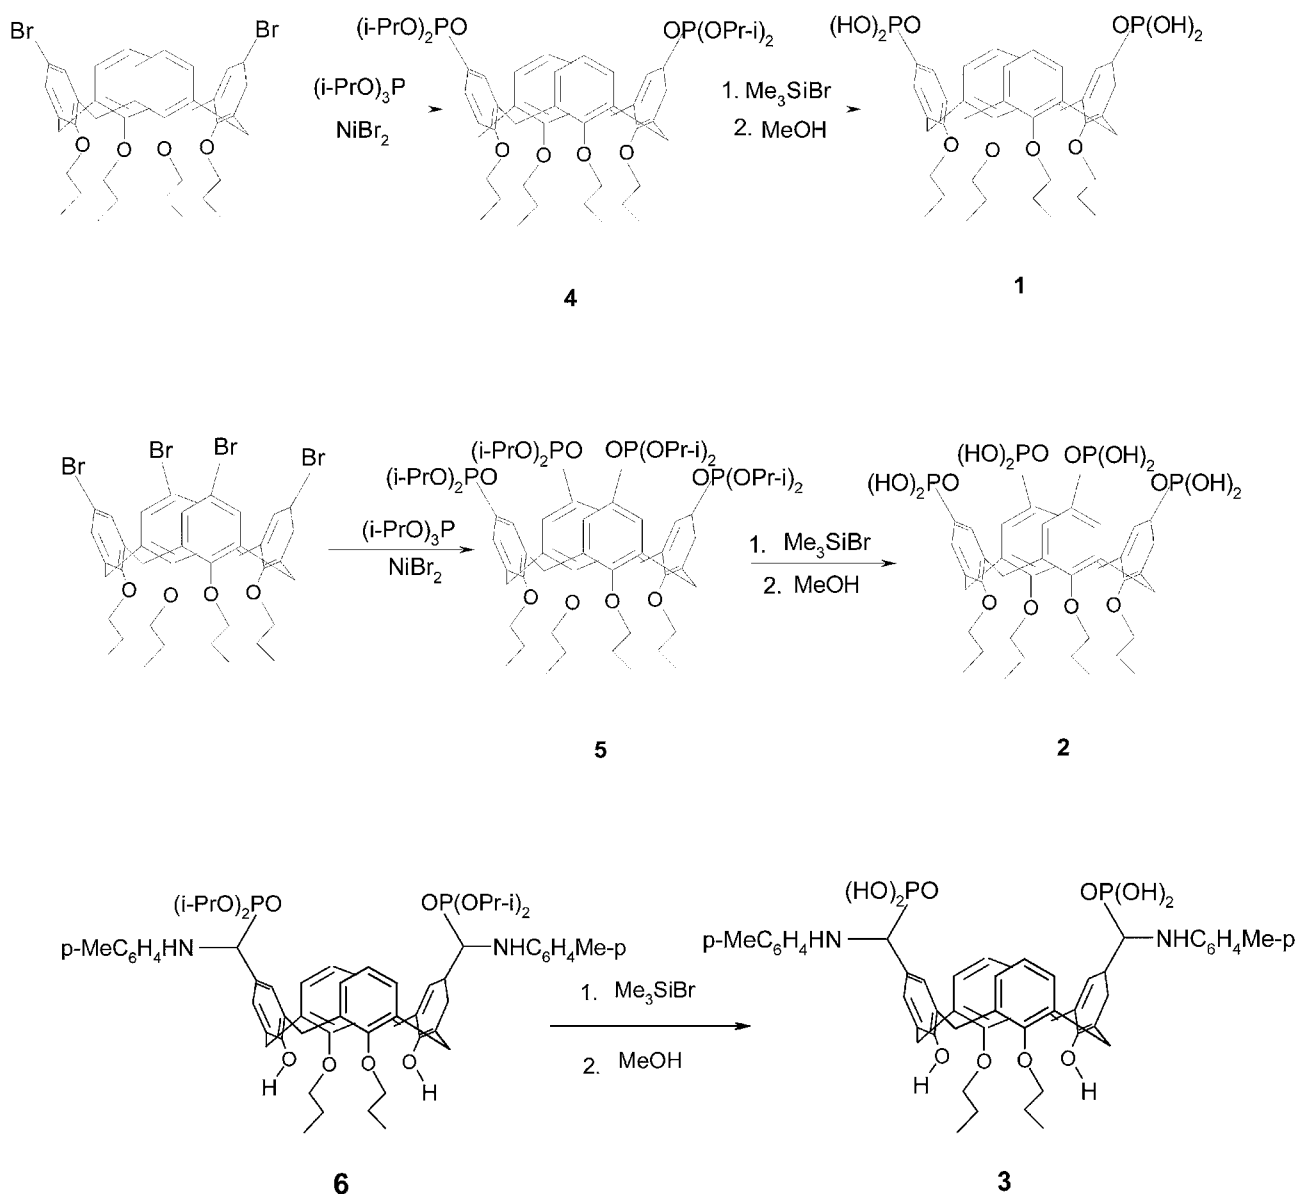 Br Br
(i-PrO)₃P
NiBr₂
(i-PrO)₂PO OP(OPr-i)₂
1. Me₃SiBr
2. MeOH
(HO)₂PO OP(OH)₂
O O O O
O O O O
O O O O
4
1
Br Br Br Br
(i-PrO)₃P
NiBr₂
(i-PrO)₂PO OP(OPr-i)₂
(i-PrO)₂PO OP(OPr-i)₂
1. Me₃SiBr
2. MeOH
(HO)₂PO OP(OH)₂
(HO)₂PO OP(OH)₂
O O O O
O O O O
O O O O
5
2
(i-PrO)₂PO OP(OPr-i)₂
p-MeC₆H₄HN NHC₆H₄Me-p
O O O O
H H
1. Me₃SiBr
2. MeOH
(HO)₂PO OP(OH)₂
p-MeC₆H₄HN NHC₆H₄Me-p
O O O O
H H
6
3